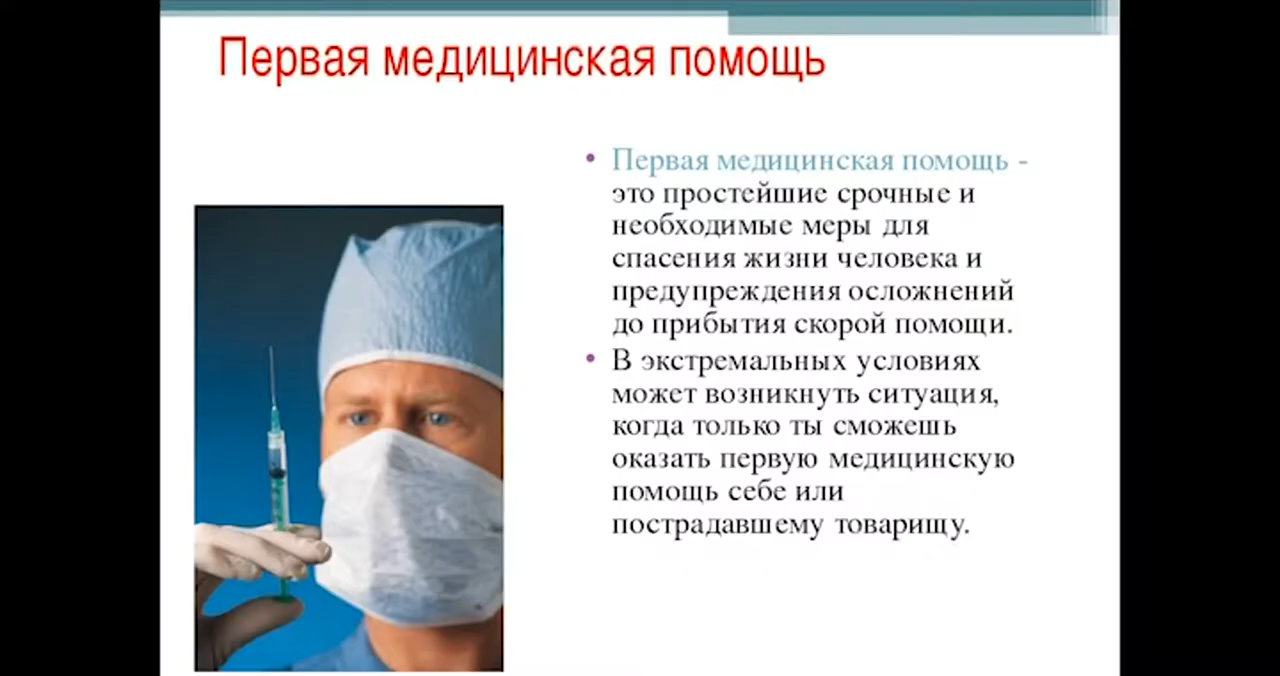 Первая медицинская помощь
• Первая медицинская помощь -
это простейшие срочные и
необходимые меры для
спасения жизни человека и
предупреждения осложнений
до прибытия скорой помощи.
• В экстремальных условиях
может возникнуть ситуация,
когда только ты сможешь
оказать первую медицинскую
помощь себе или
пострадавшему товарищу.